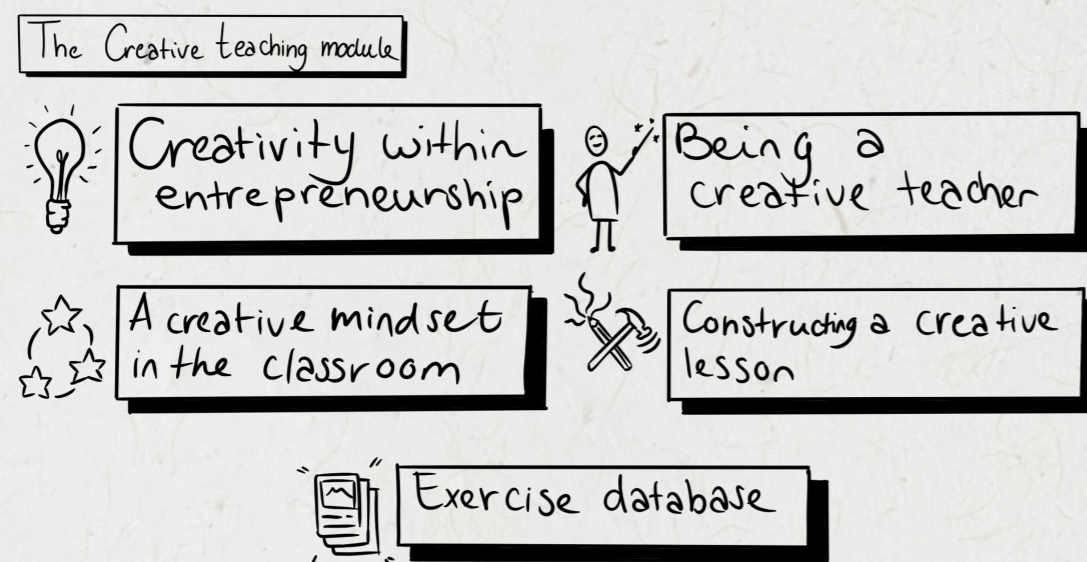 The Creative teaching module
Creativity within
entrepreneurship
Being a
creative teacher
A creative mindset
in the classroom
Constructing a creative
lesson
Exercise database